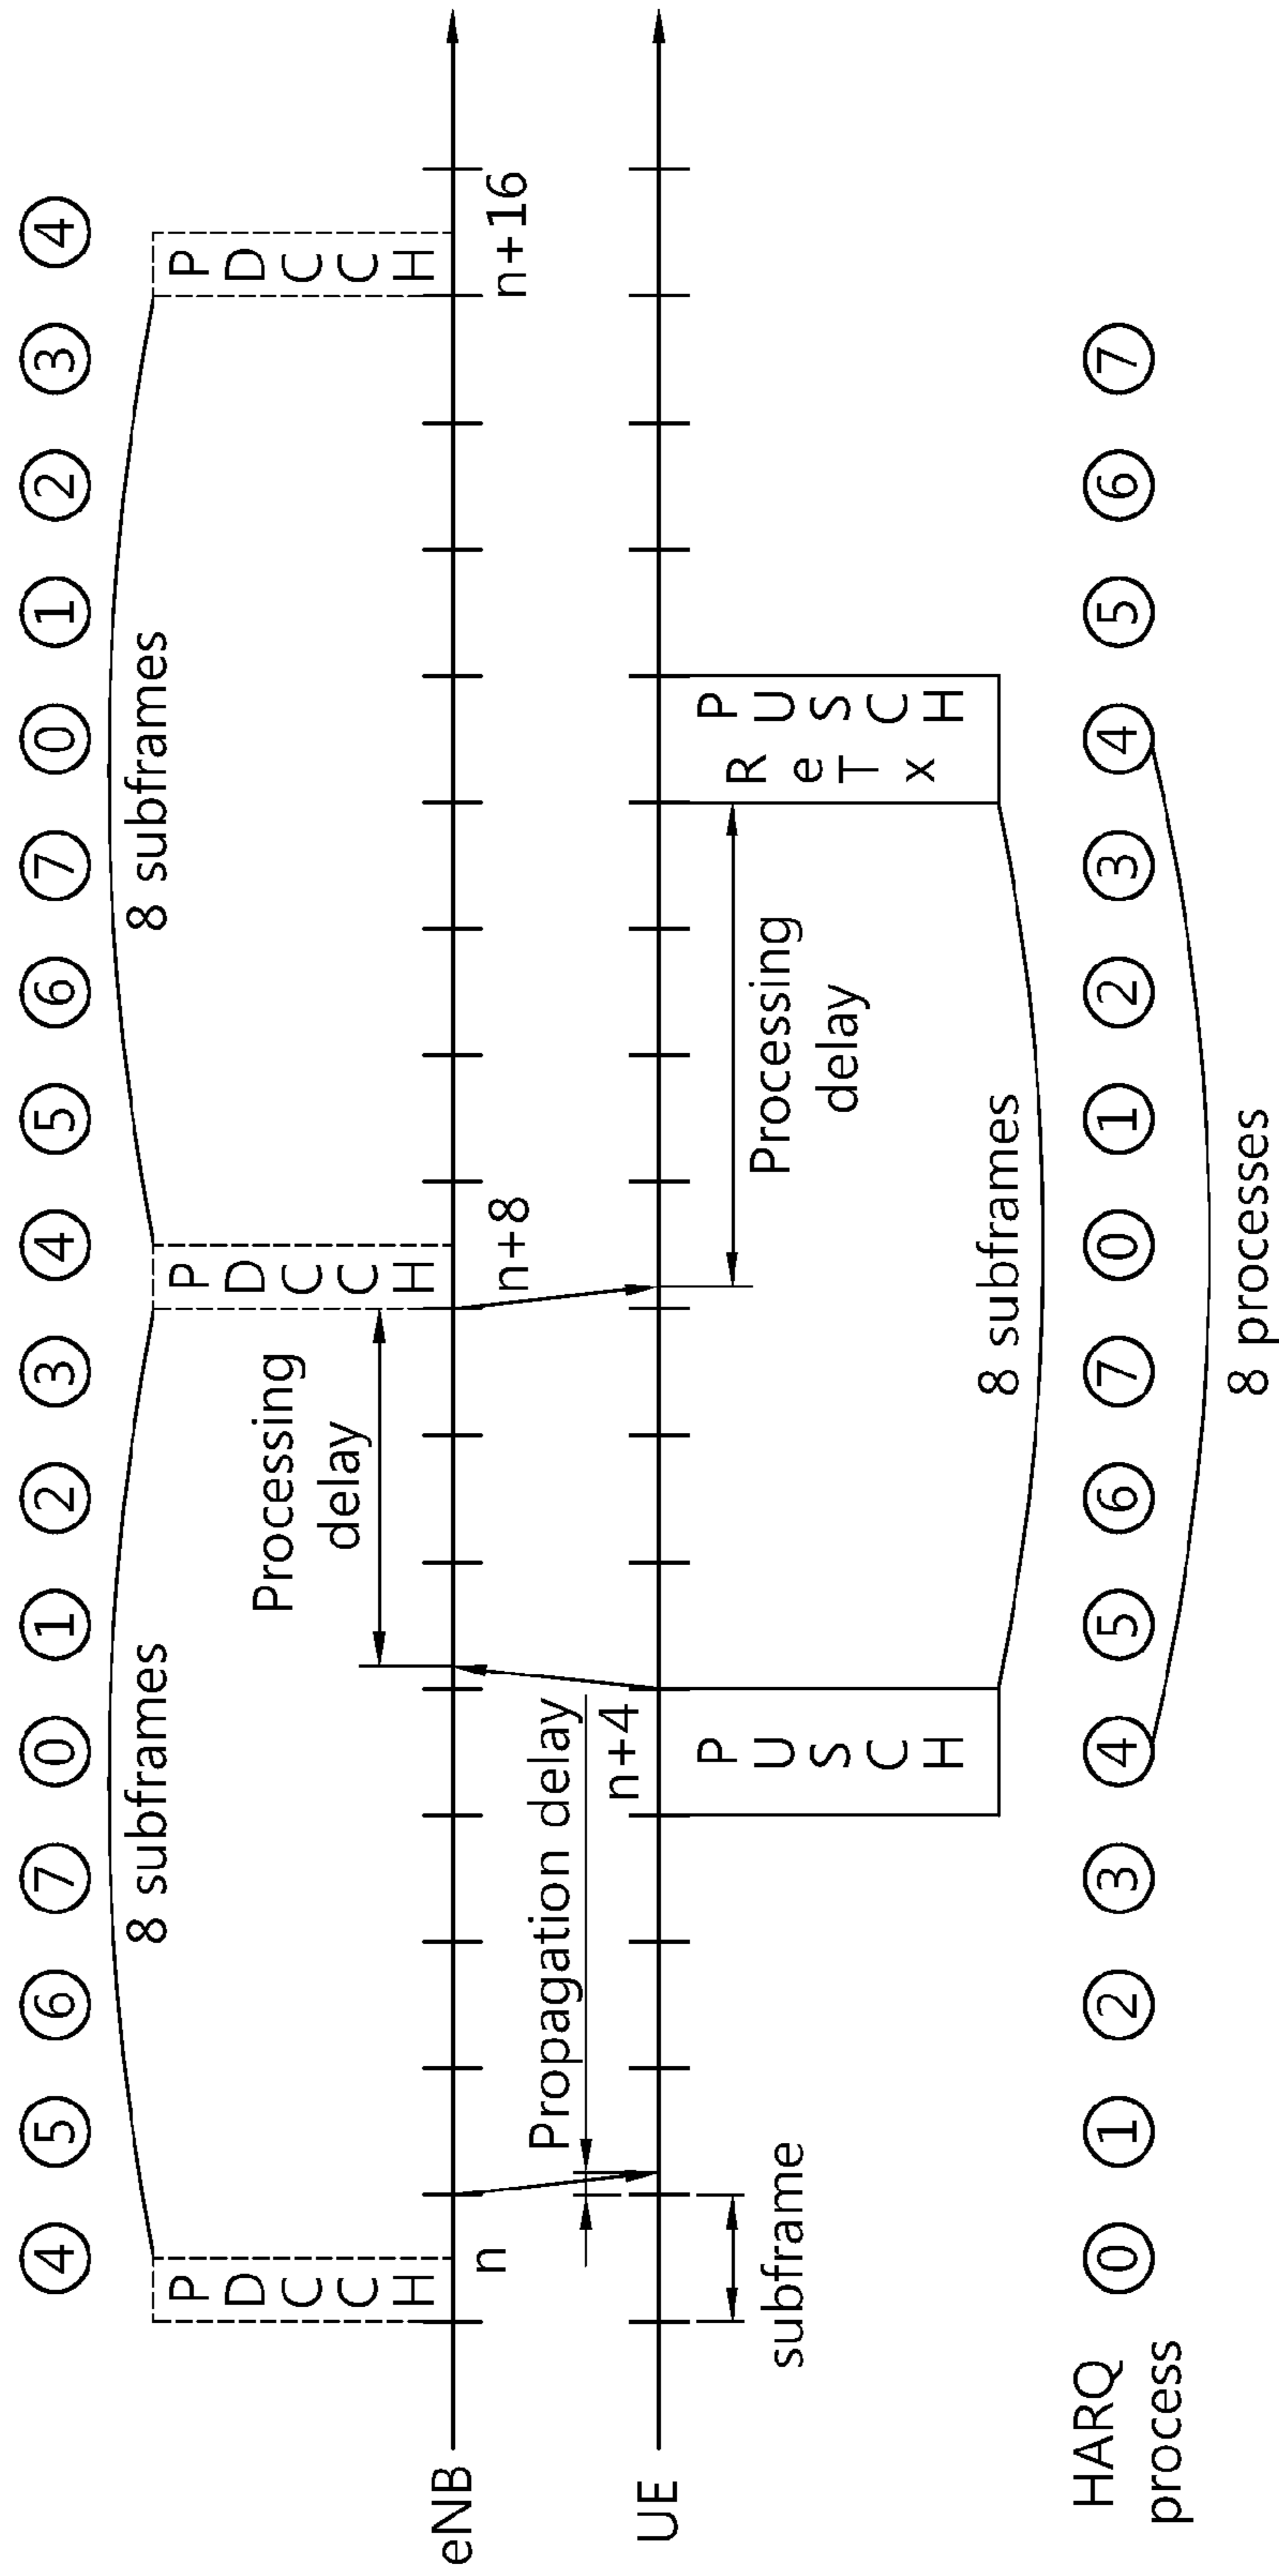 4 5 6 7 0 1 2 3 4 5 6 7 0 1 2 3 4
8 subframes
8 subframes
PDCCH
PDCCH
PDCCH
Processing
delay
eNB
n
n+8
n+16
Propagation delay
n+4
UE
subframe
PUSCH
Processing
delay
PUSCH
ReTx
8 subframes
HARQ
process
0 1 2 3 4 5 6 7 0 1 2 3 4 5 6 7
8 processes